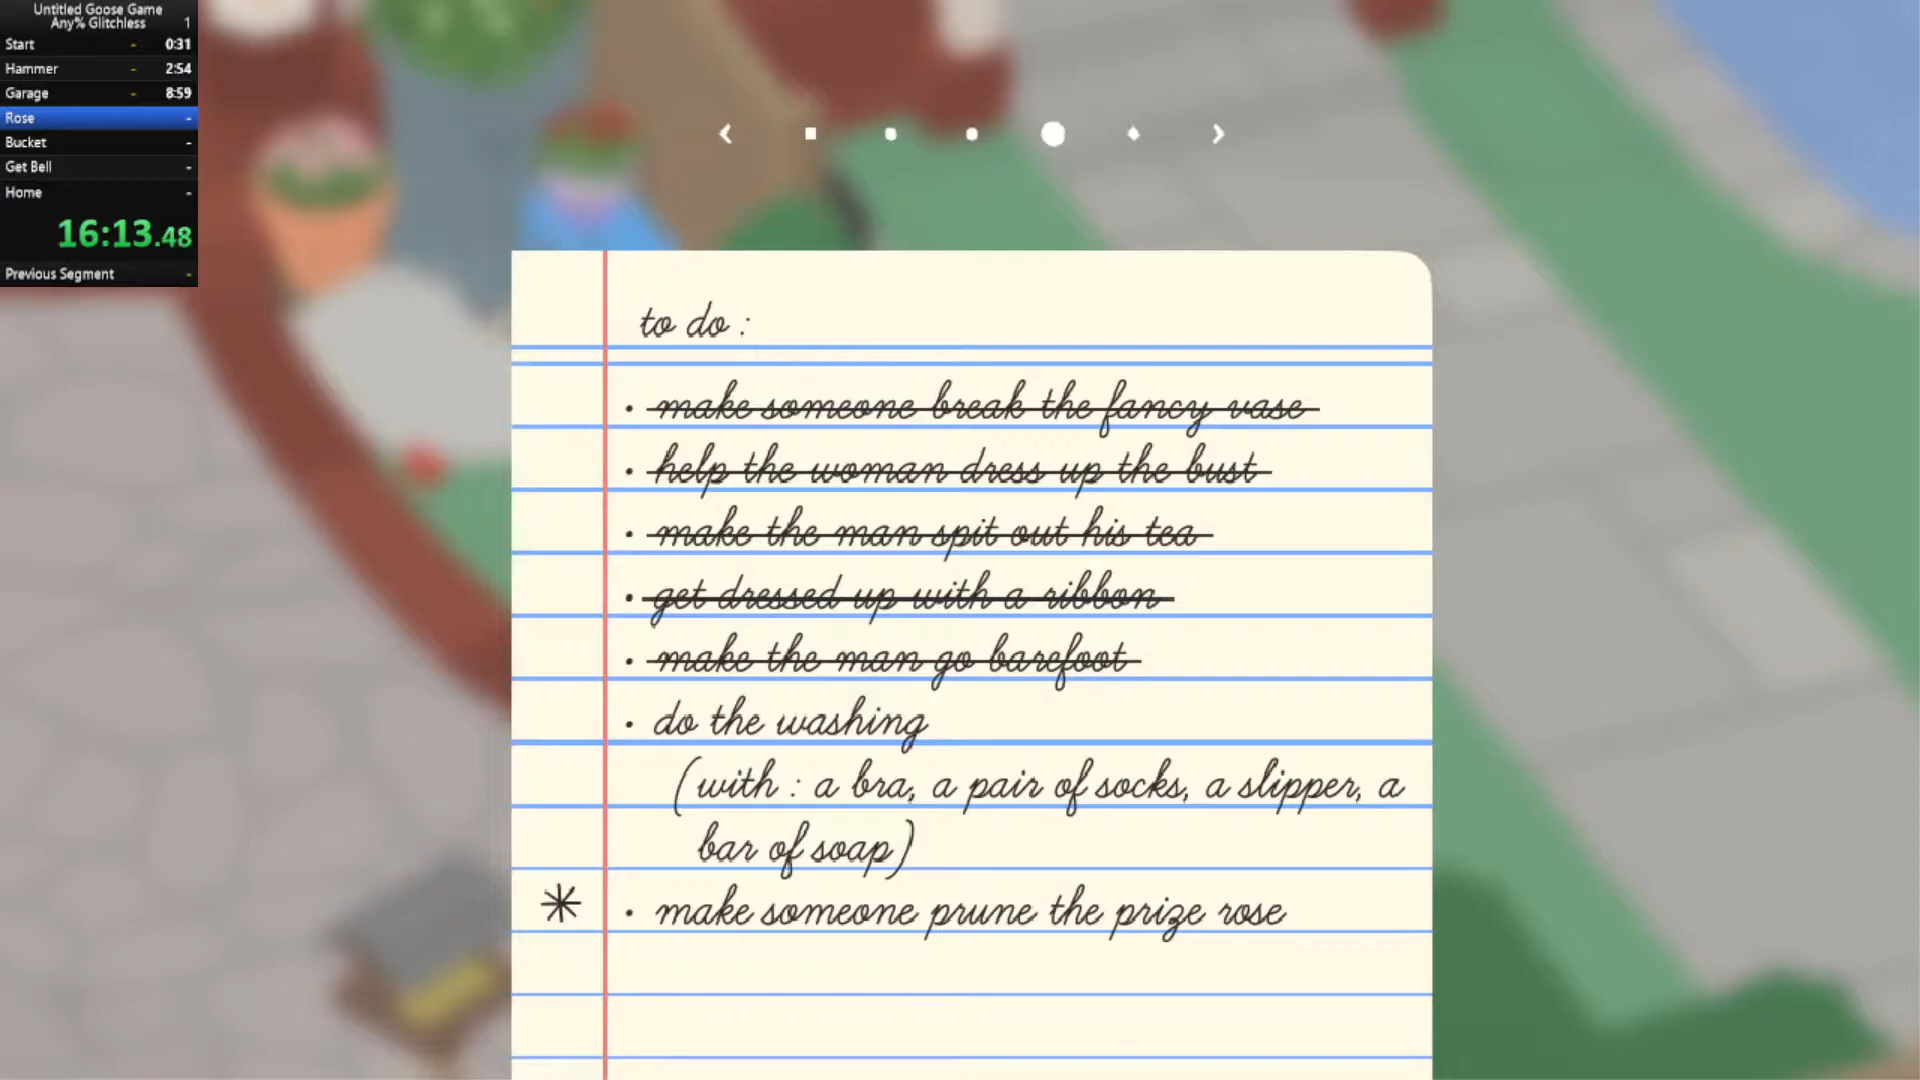 Untitled Goose Game
Any% Glitchless 1
Start - 0:31
Hammer - 2:54
Garage - 8:59
Rose -
Bucket -
Get Bell -
Home -
16:13.48
Previous Segment -
to do :
• make someone break the fancy vase
• help the woman dress up the bust
• make the man spit out his tea
• get dressed up with a ribbon
• make the man go barefoot
• do the washing
(with : a bra, a pair of socks, a slipper, a
bar of soap)
* • make someone prune the prize rose